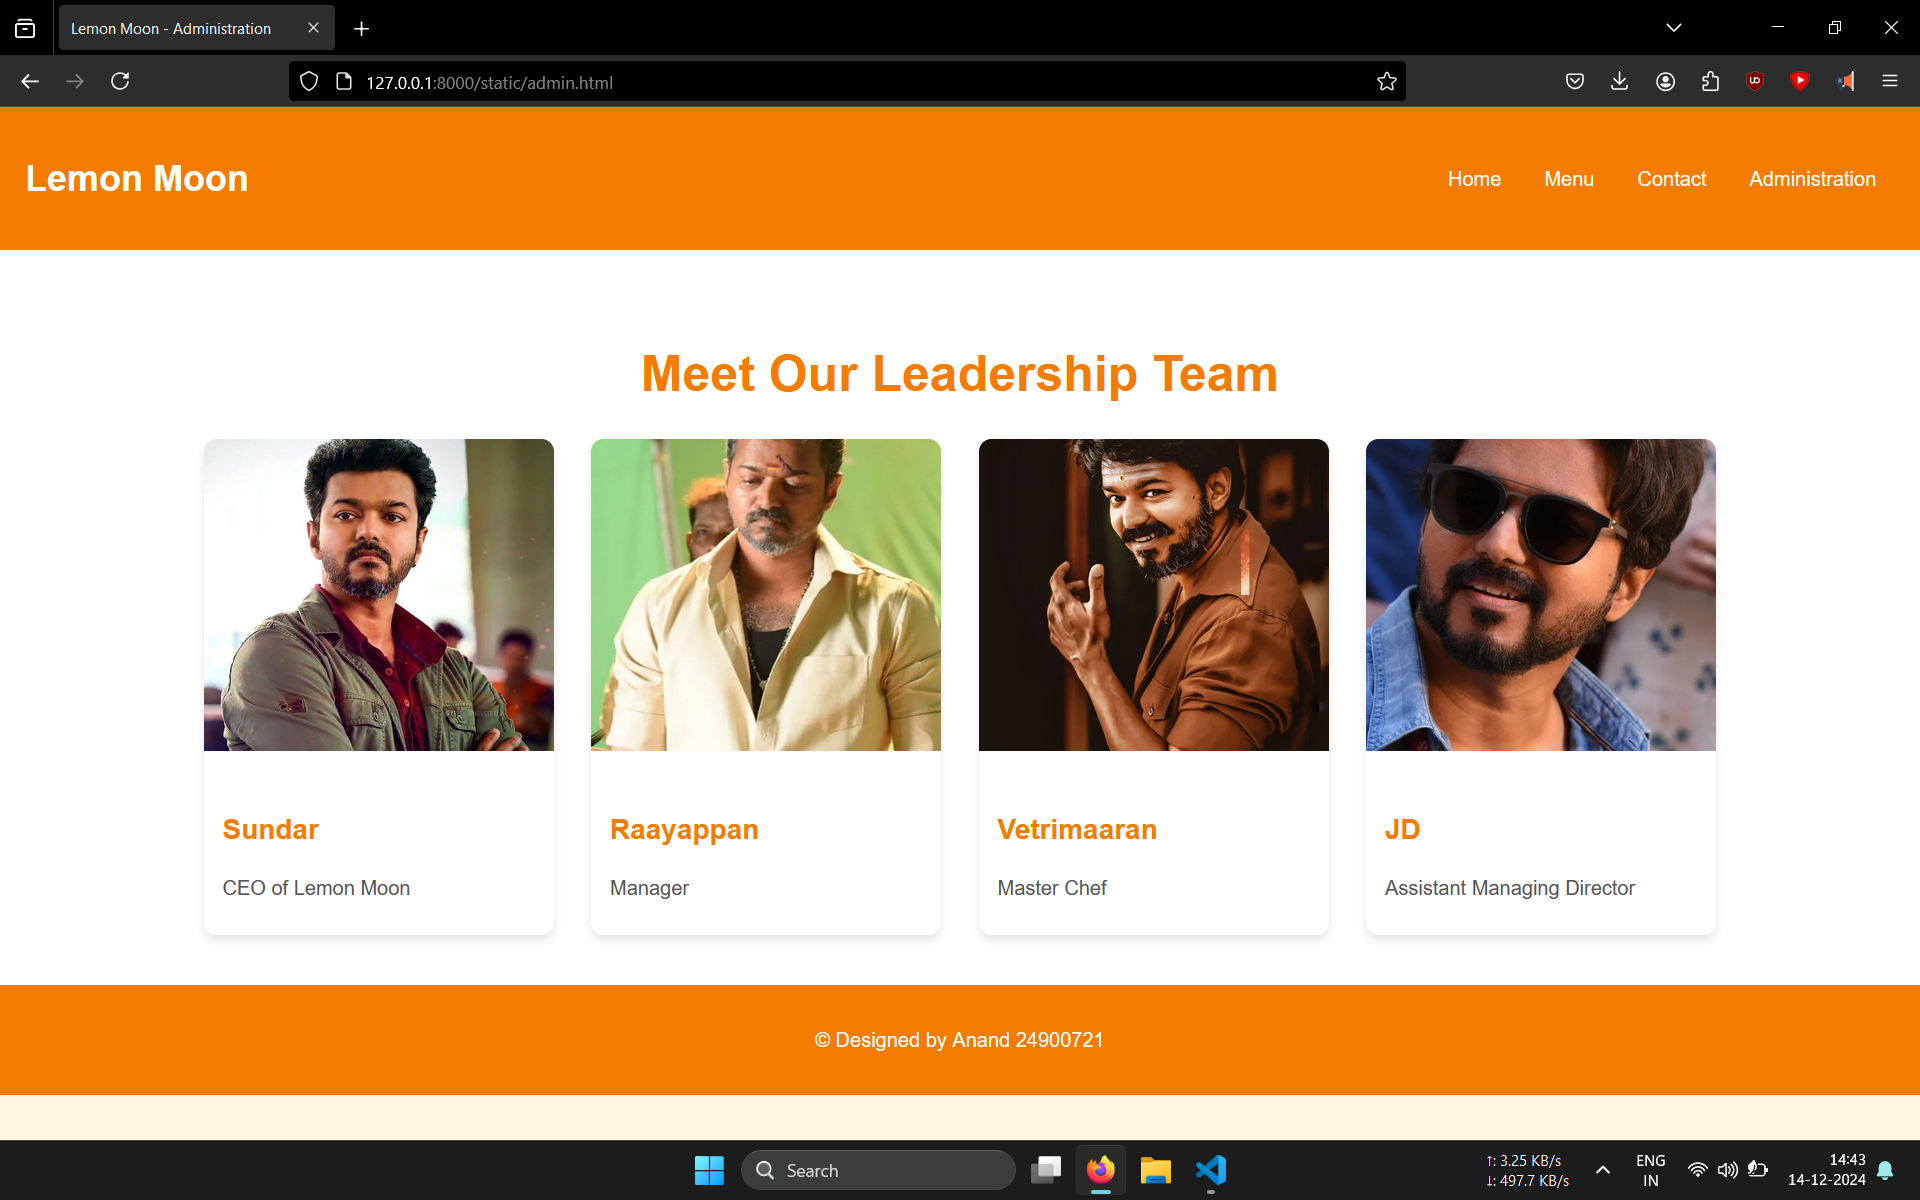 Lemon Moon - Administration
127.0.0.1:8000/static/admin.html
Lemon Moon
Home Menu Contact Administration
Meet Our Leadership Team
Sundar
CEO of Lemon Moon
Raayappan
Manager
Vetrimaaran
Master Chef
JD
Assistant Managing Director
© Designed by Anand 24900721
Search
↑: 3.25 KB/s
↓: 497.7 KB/s
ENG
IN
14:43
14-12-2024